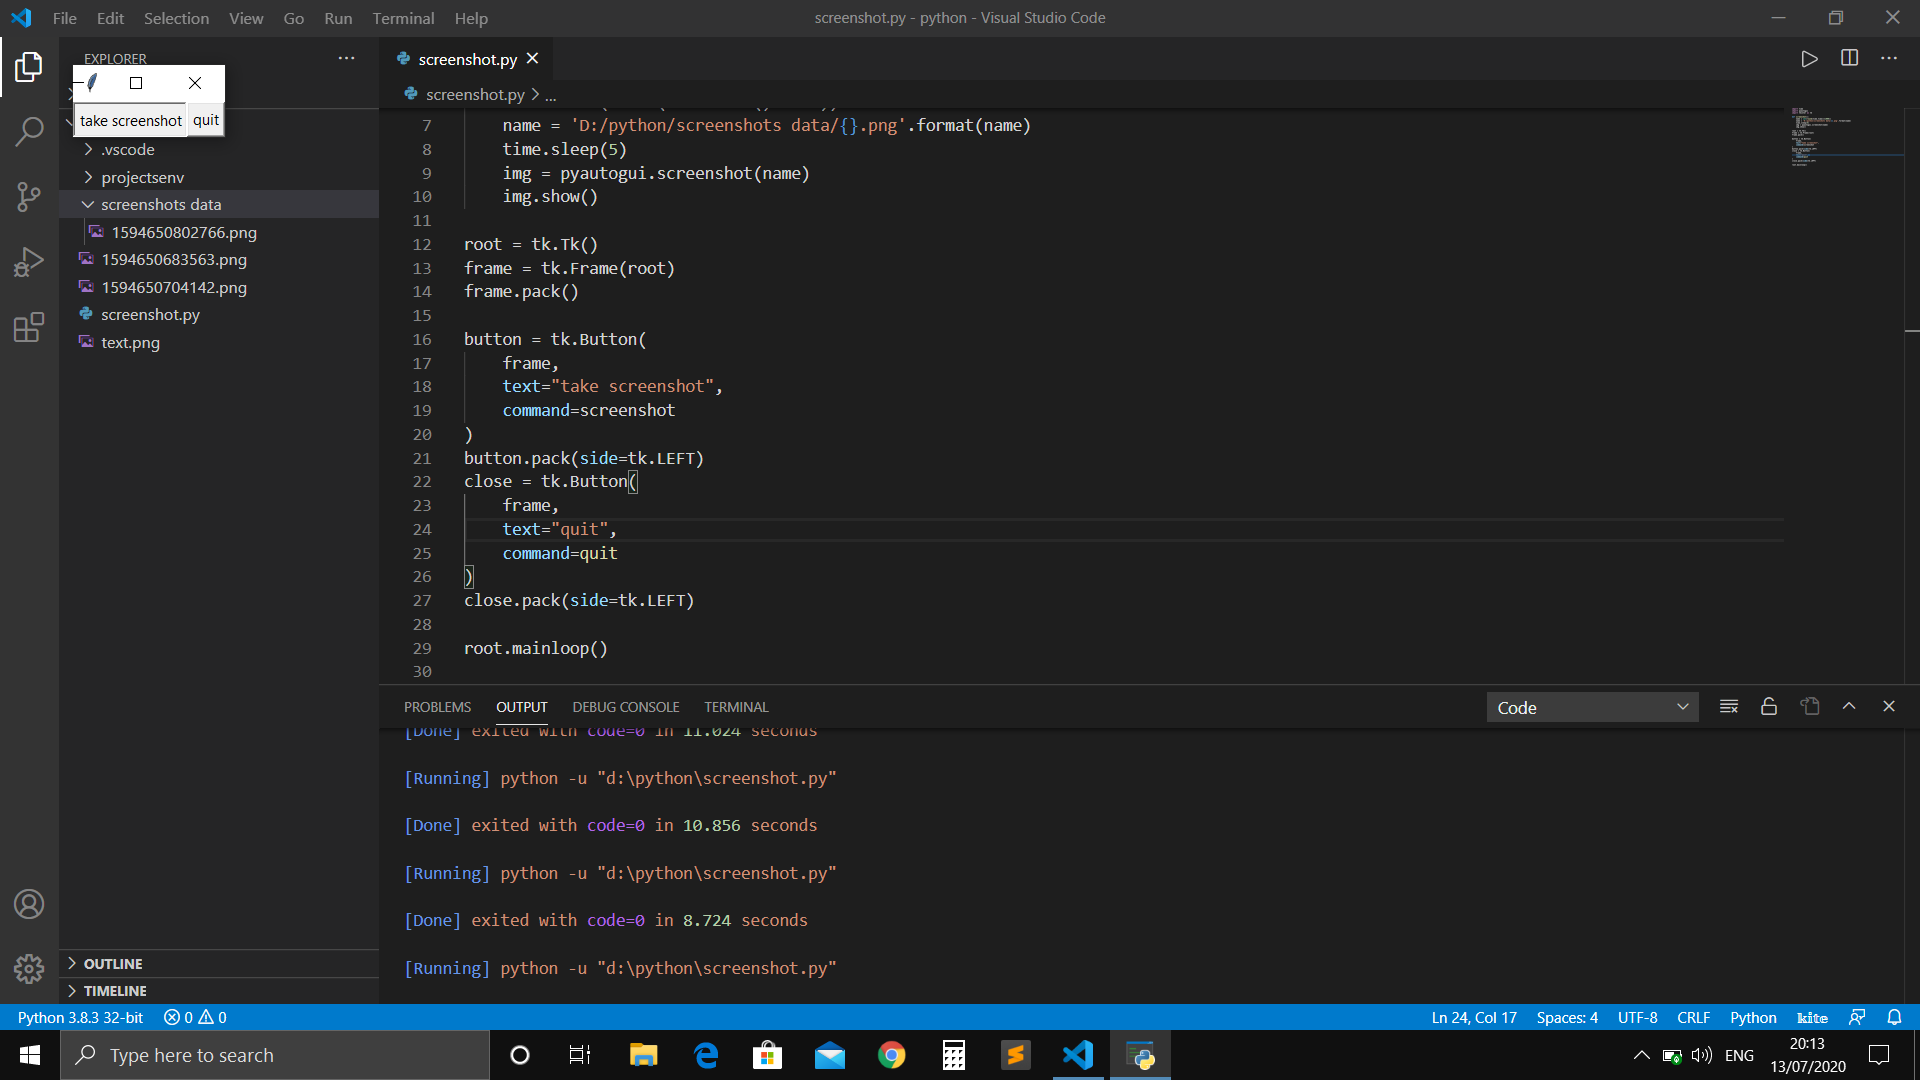 File Edit Selection View Go Run Terminal Help
screenshot.py - python - Visual Studio Code
EXPLORER
take screenshot quit
.vscode
projectsenv
screenshots data
1594650802766.png
1594650683563.png
1594650704142.png
screenshot.py
text.png
OUTLINE
TIMELINE
screenshot.py
screenshot.py > ...
7 name = 'D:/python/screenshots data/{}.png'.format(name)
8 time.sleep(5)
9 img = pyautogui.screenshot(name)
10 img.show()
11
12 root = tk.Tk()
13 frame = tk.Frame(root)
14 frame.pack()
15
16 button = tk.Button(
17 frame,
18 text="take screenshot",
19 command=screenshot
20 )
21 button.pack(side=tk.LEFT)
22 close = tk.Button(
23 frame,
24 text="quit",
25 command=quit
26 )
27 close.pack(side=tk.LEFT)
28
29 root.mainloop()
30
PROBLEMS OUTPUT DEBUG CONSOLE TERMINAL
Code
[Done] exited with code=0 in 11.024 seconds
[Running] python -u "d:\python\screenshot.py"
[Done] exited with code=0 in 10.856 seconds
[Running] python -u "d:\python\screenshot.py"
[Done] exited with code=0 in 8.724 seconds
[Running] python -u "d:\python\screenshot.py"
Python 3.8.3 32-bit 0 0
Ln 24, Col 17 Spaces: 4 UTF-8 CRLF Python kite
Type here to search
ENG
20:13
13/07/2020